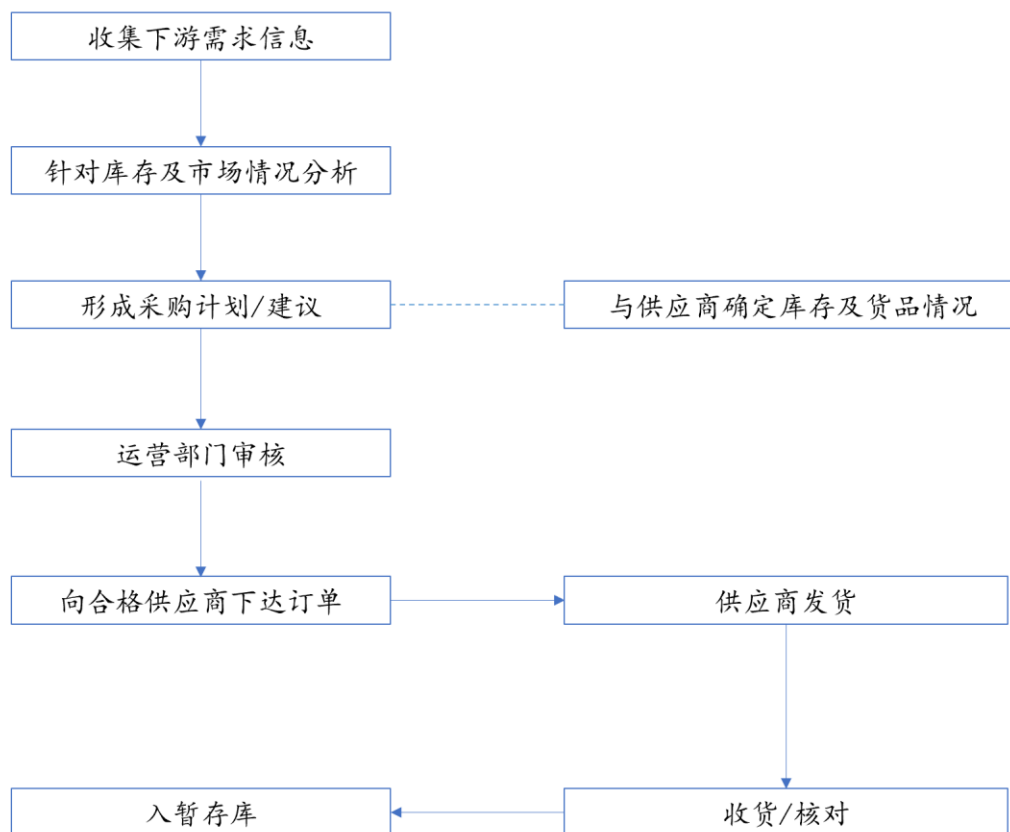 收集下游需求信息
针对库存及市场情况分析
形成采购计划/建议
与供应商确定库存及货品情况
运营部门审核
向合格供应商下达订单
供应商发货
入暂存库
收货/核对